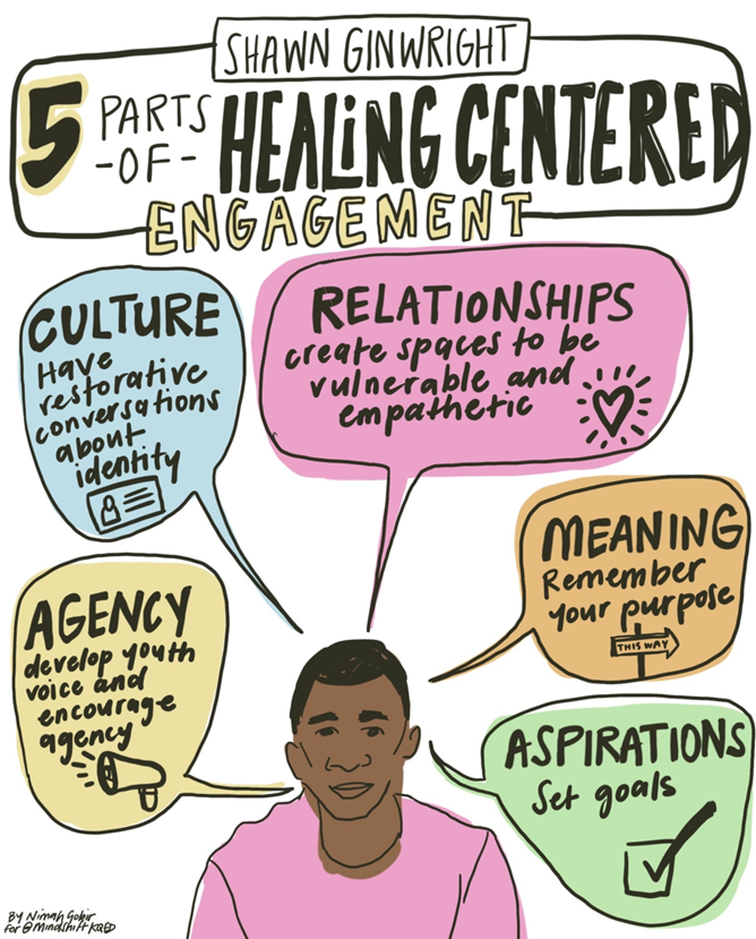 SHAWN GINWRIGHT
5 PARTS
-OF-
HEALiNG CENTERED
ENGAGEMENT
CULTURE
Have
restorative
conversations
about
identity
RELATIONSHIPS
create spaces to be
vulnerable and
empathetic
MEANING
Remember
your purpose
THIS WAY
AGENCY
develop youth
voice and
encourage
agency
ASPIRATIONS
Set goals
By Nimah Gobir
For @MindshiftKQED